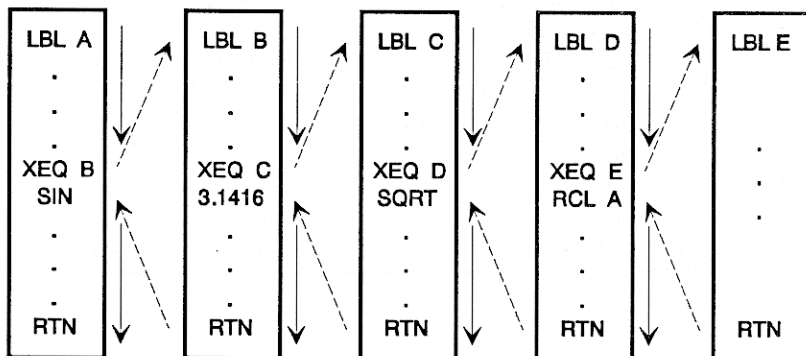 LBL A
XEQ B
SIN
RTN
LBL B
XEQ C
3.1416
RTN
LBL C
XEQ D
SQRT
RTN
LBL D
XEQ E
RCL A
RTN
LBL E
RTN